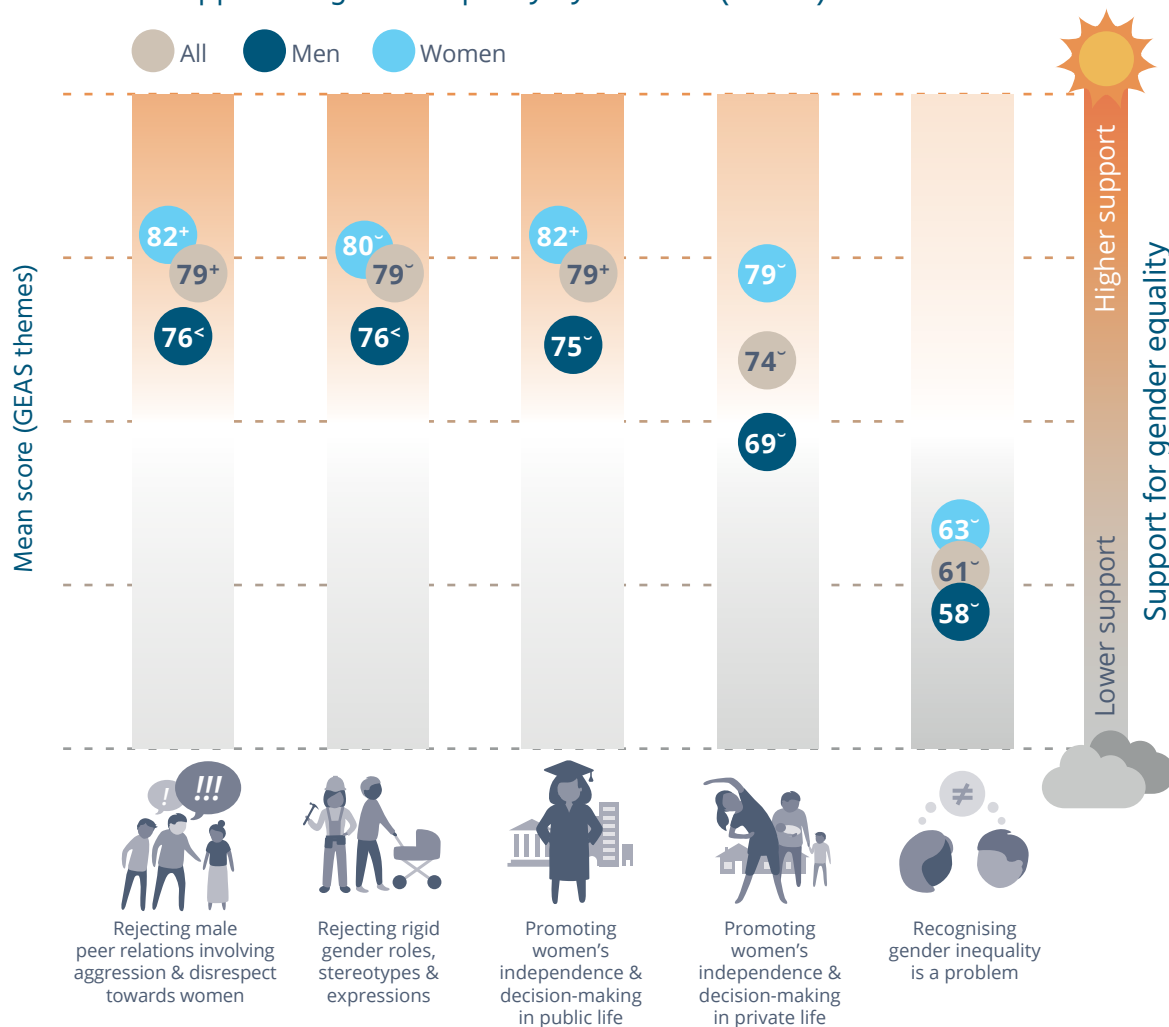 All
Men
Women
Mean score (GEAS themes)
82⁺
79⁺
76<
80˘
79˘
76<
82⁺
79⁺
75˘
79˘
74˘
69˘
63˘
61˘
58˘
Higher support
Lower support
Support for gender equality
!
!!!
≠
Rejecting male
peer relations involving
aggression & disrespect
towards women
Rejecting rigid
gender roles,
stereotypes &
expressions
Promoting
women’s
independence &
decision-making
in public life
Promoting
women’s
independence &
decision-making
in private life
Recognising
gender inequality
is a problem